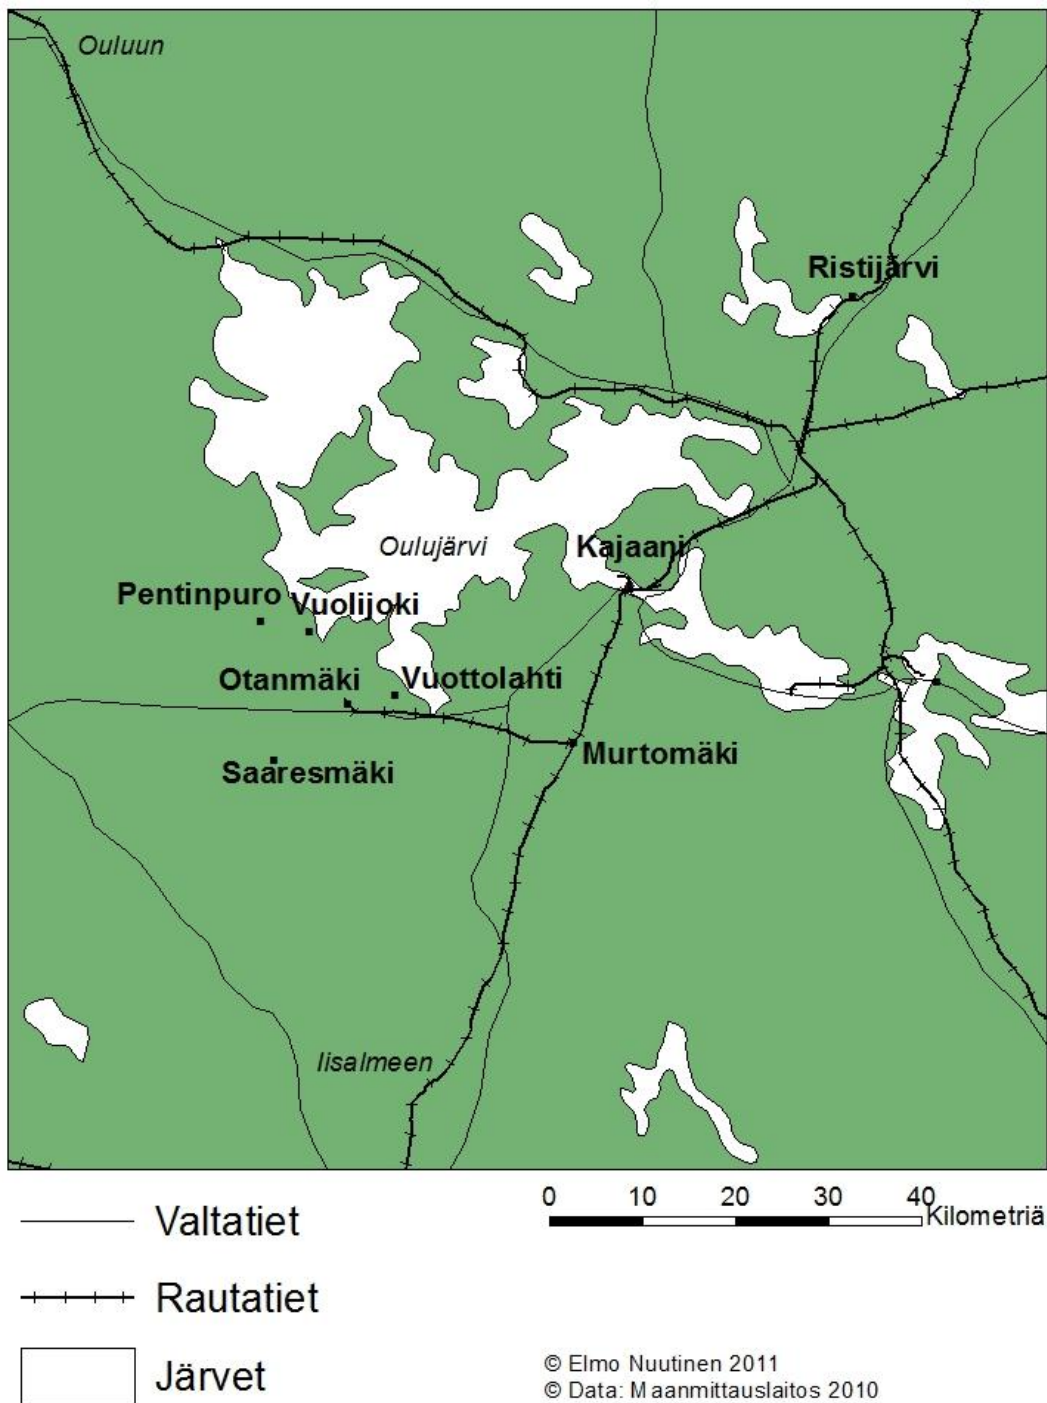 Ouluun
Ristijärvi
Oulujärvi
Kajaani
Pentinpuro
Vuolijoki
Otanmäki
Vuottolahti
Murtomäki
Saaresmäki
Iisalmeen
0 10 20 30 40
Kilometriä
Valtatiet
Rautatiet
Järvet
© Elmo Nuutinen 2011
© Data: Maanmittauslaitos 2010